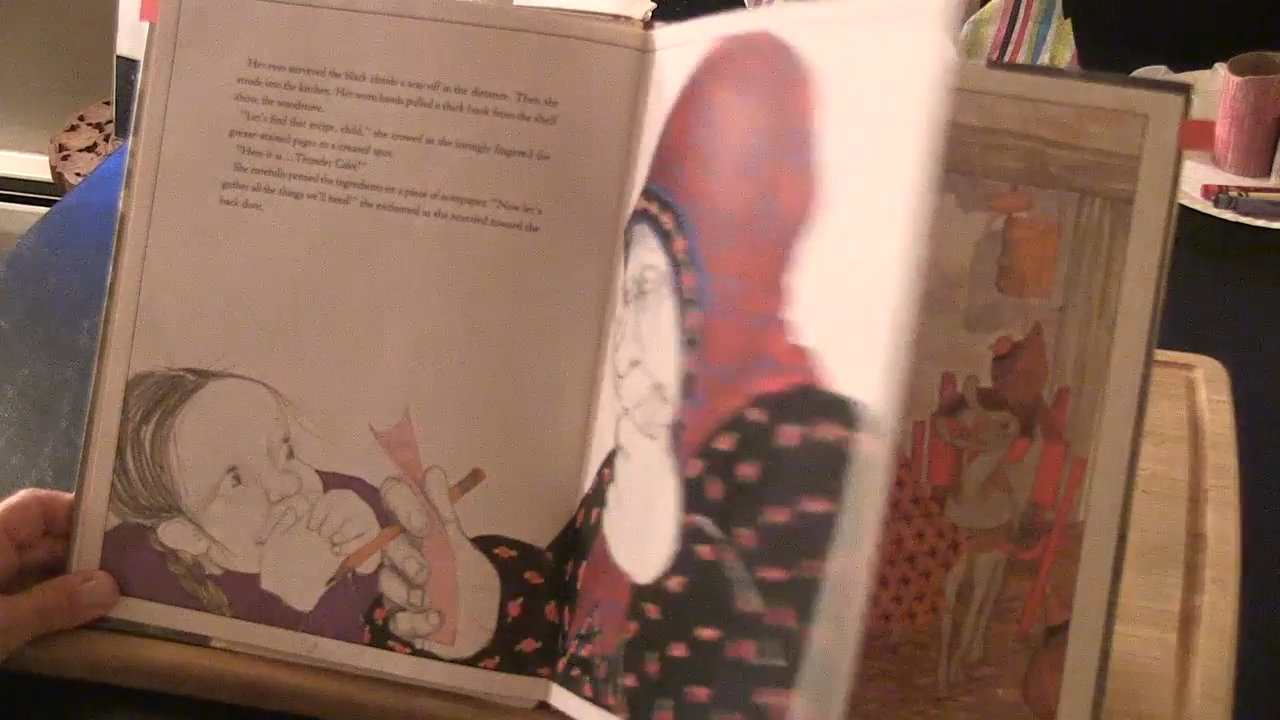 Her eyes surveyed the black clouds a way off in the distance. Then she
strode into the kitchen. Her worn hands pulled a thick book from the shelf
above the woodstove.
"Let's find that recipe, child," she crowed as she lovingly fingered the
grease-stained pages to a creased spot.
"Here it is...Thunder Cake!"
She carefully penned the ingredients on a piece of notepaper. "Now let's
gather all the things we'll need!" she exclaimed as she scurried toward the
back door.